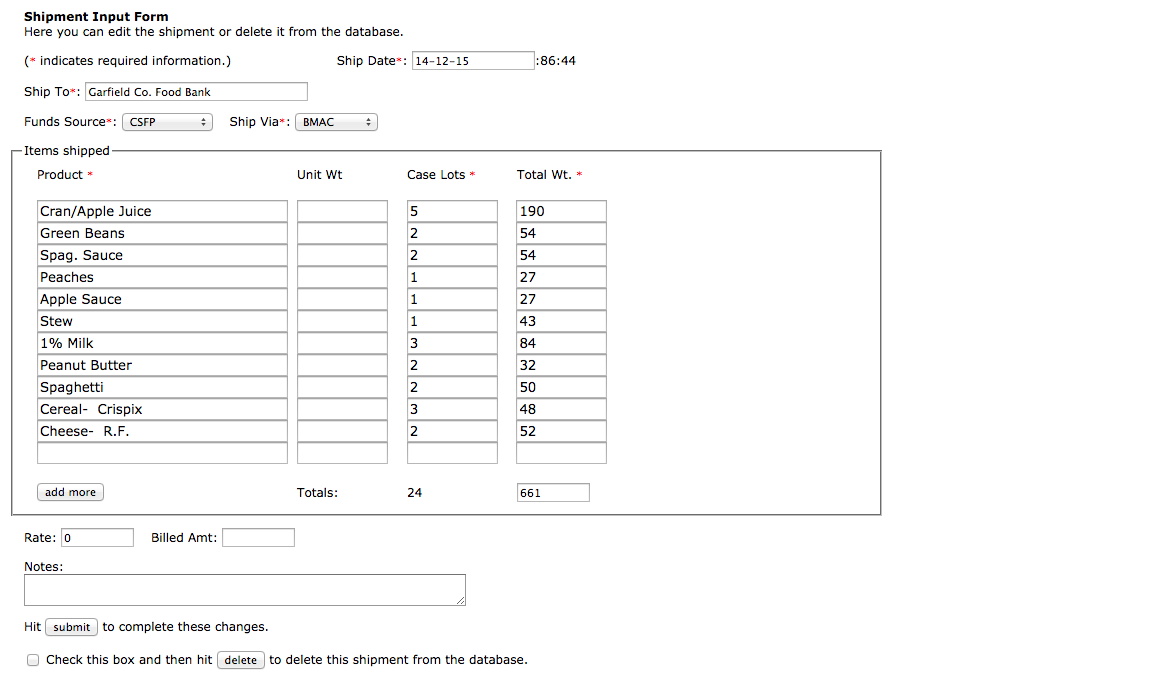 Shipment Input Form
Here you can edit the shipment or delete it from the database.
(* indicates required information.) Ship Date*: 14-12-15 :86:44
Ship To*: Garfield Co. Food Bank
Funds Source*: CSFP Ship Via*: BMAC
Items shipped
Product * Unit Wt Case Lots * Total Wt. *
Cran/Apple Juice 5 190
Green Beans 2 54
Spag. Sauce 2 54
Peaches 1 27
Apple Sauce 1 27
Stew 1 43
1% Milk 3 84
Peanut Butter 2 32
Spaghetti 2 50
Cereal-  Crispix 3 48
Cheese-  R.F. 2 52
add more Totals: 24 661
Rate: 0 Billed Amt:
Notes:
Hit submit to complete these changes.
Check this box and then hit delete to delete this shipment from the database.